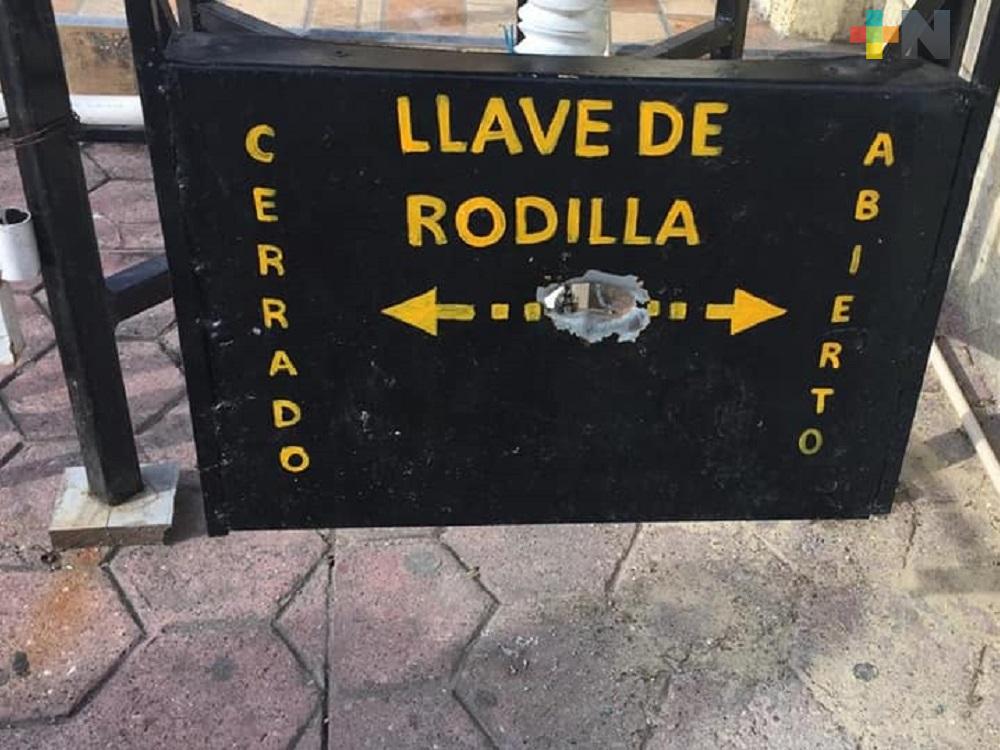 LLAVE DE
RODILLA
CERRADO
ABIERTO
N